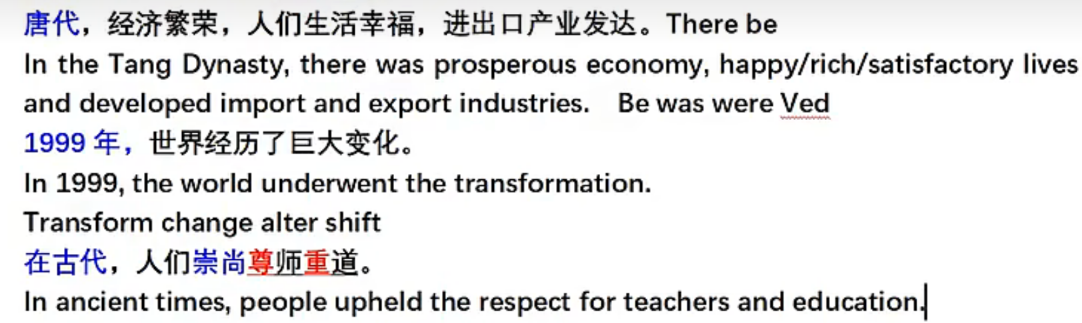 唐代，经济繁荣，人们生活幸福，进出口产业发达。There be
In the Tang Dynasty, there was prosperous economy, happy/rich/satisfactory lives
and developed import and export industries. Be was were Ved
1999 年，世界经历了巨大变化。
In 1999, the world underwent the transformation.
Transform change alter shift
在古代，人们崇尚尊师重道。
In ancient times, people upheld the respect for teachers and education.